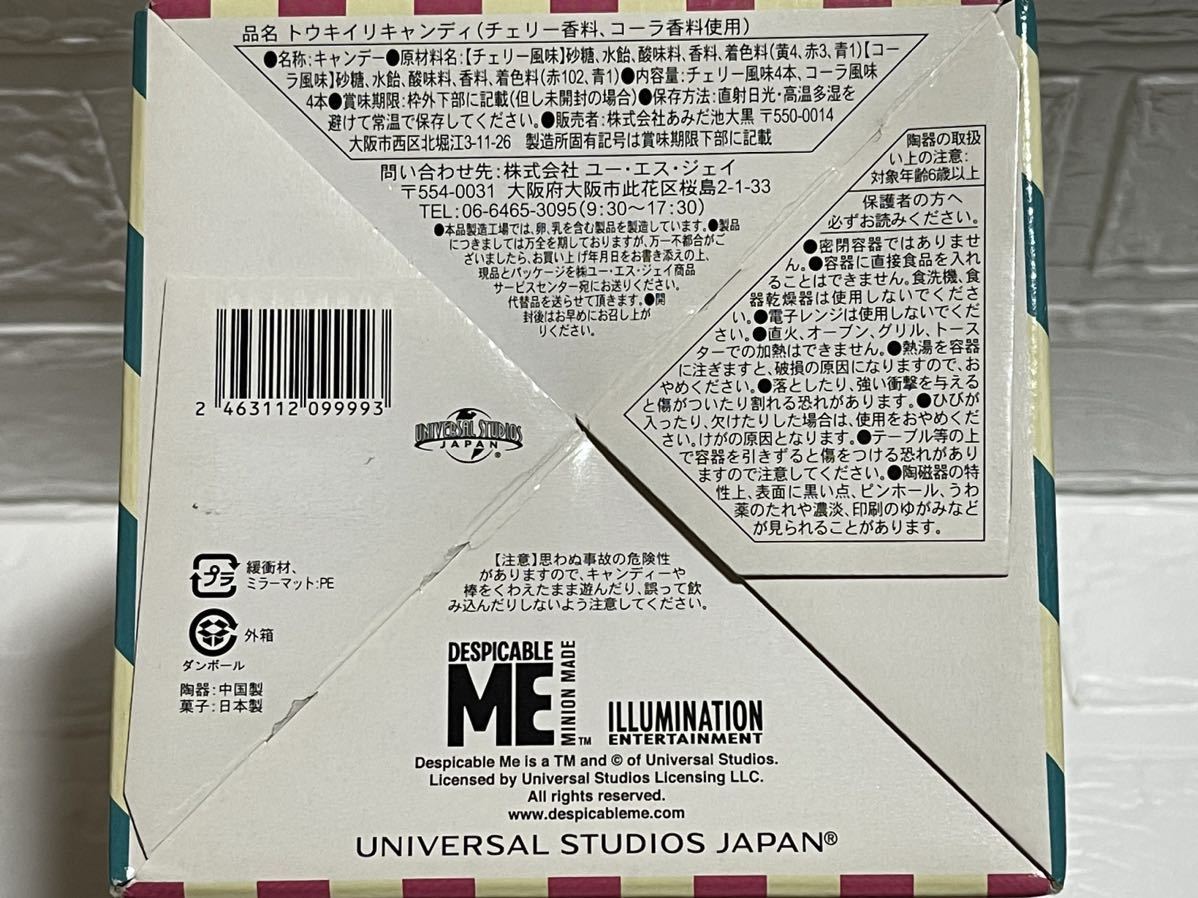 品名 トウキイリキャンディ(チェリー香料、コーラ香料使用)
●名称:キャンデー●原材料名:【チェリー風味】砂糖、水飴、酸味料、香料、着色料(黄4、赤3、青1)【コー
ラ風味】砂糖、水飴、酸味料、香料、着色料(赤102、青1)●内容量:チェリー風味4本、コーラ風味
4本●賞味期限:枠外下部に記載(但し未開封の場合)●保存方法:直射日光・高温多湿を
避けて常温で保存してください。●販売者:株式会社あみだ池大黒 〒550-0014
大阪市西区北堀江3-11-26 製造所固有記号は賞味期限下部に記載
問い合わせ先:株式会社 ユー・エス・ジェイ
〒554-0031 大阪府大阪市此花区桜島2-1-33
TEL:06-6465-3095(9:30～17:30)
●本品製造工場では、卵、乳を含む製品を製造しています。●製品
につきましては万全を期しておりますが、万一不都合がご
ざいましたら、お買い上げ年月日をお書き添えの上、
現品とパッケージを㈱ユー・エス・ジェイ商品
サービスセンター宛にお送りください。
代替品を送らせて頂きます。●開
封後はお早めにお召し上が
りください。
陶器の取扱
い上の注意:
対象年齢6歳以上
保護者の方へ
必ずお読みください。
●密閉容器ではありませ
ん。●容器に直接食品を入れ
ることはできません。食洗機、食
器乾燥器は使用しないでくださ
い。●電子レンジは使用しないでくだ
さい。●直火、オーブン、グリル、トース
ターでの加熱はできません。●熱湯を容器
に注ぎますと、破損の原因になりますので、お
やめください。●落としたり、強い衝撃を与える
と傷がついたり割れる恐れがあります。●ひびが
入ったり、欠けたりした場合は、使用をおやめくだ
さい。けがの原因となります。●テーブル等の上
で容器を引きずると傷をつける恐れがあり
ますので注意してください。●陶磁器の特
性上、表面に黒い点、ピンホール、うわ
薬のたれや濃淡、印刷のゆがみなど
が見られることがあります。
2 463112 099993
UNIVERSAL STUDIOS
JAPAN®
プラ
緩衝材、
ミラーマット:PE
外箱
ダンボール
陶器:中国製
菓子:日本製
【注意】思わぬ事故の危険性
がありますので、キャンディーや
棒をくわえたまま遊んだり、誤って飲
み込んだりしないよう注意してください。
DESPICABLE
ME
MINION MADE
TM
ILLUMINATION
ENTERTAINMENT
Despicable Me is a TM and © of Universal Studios.
Licensed by Universal Studios Licensing LLC.
All rights reserved.
www.despicableme.com
UNIVERSAL STUDIOS JAPAN®